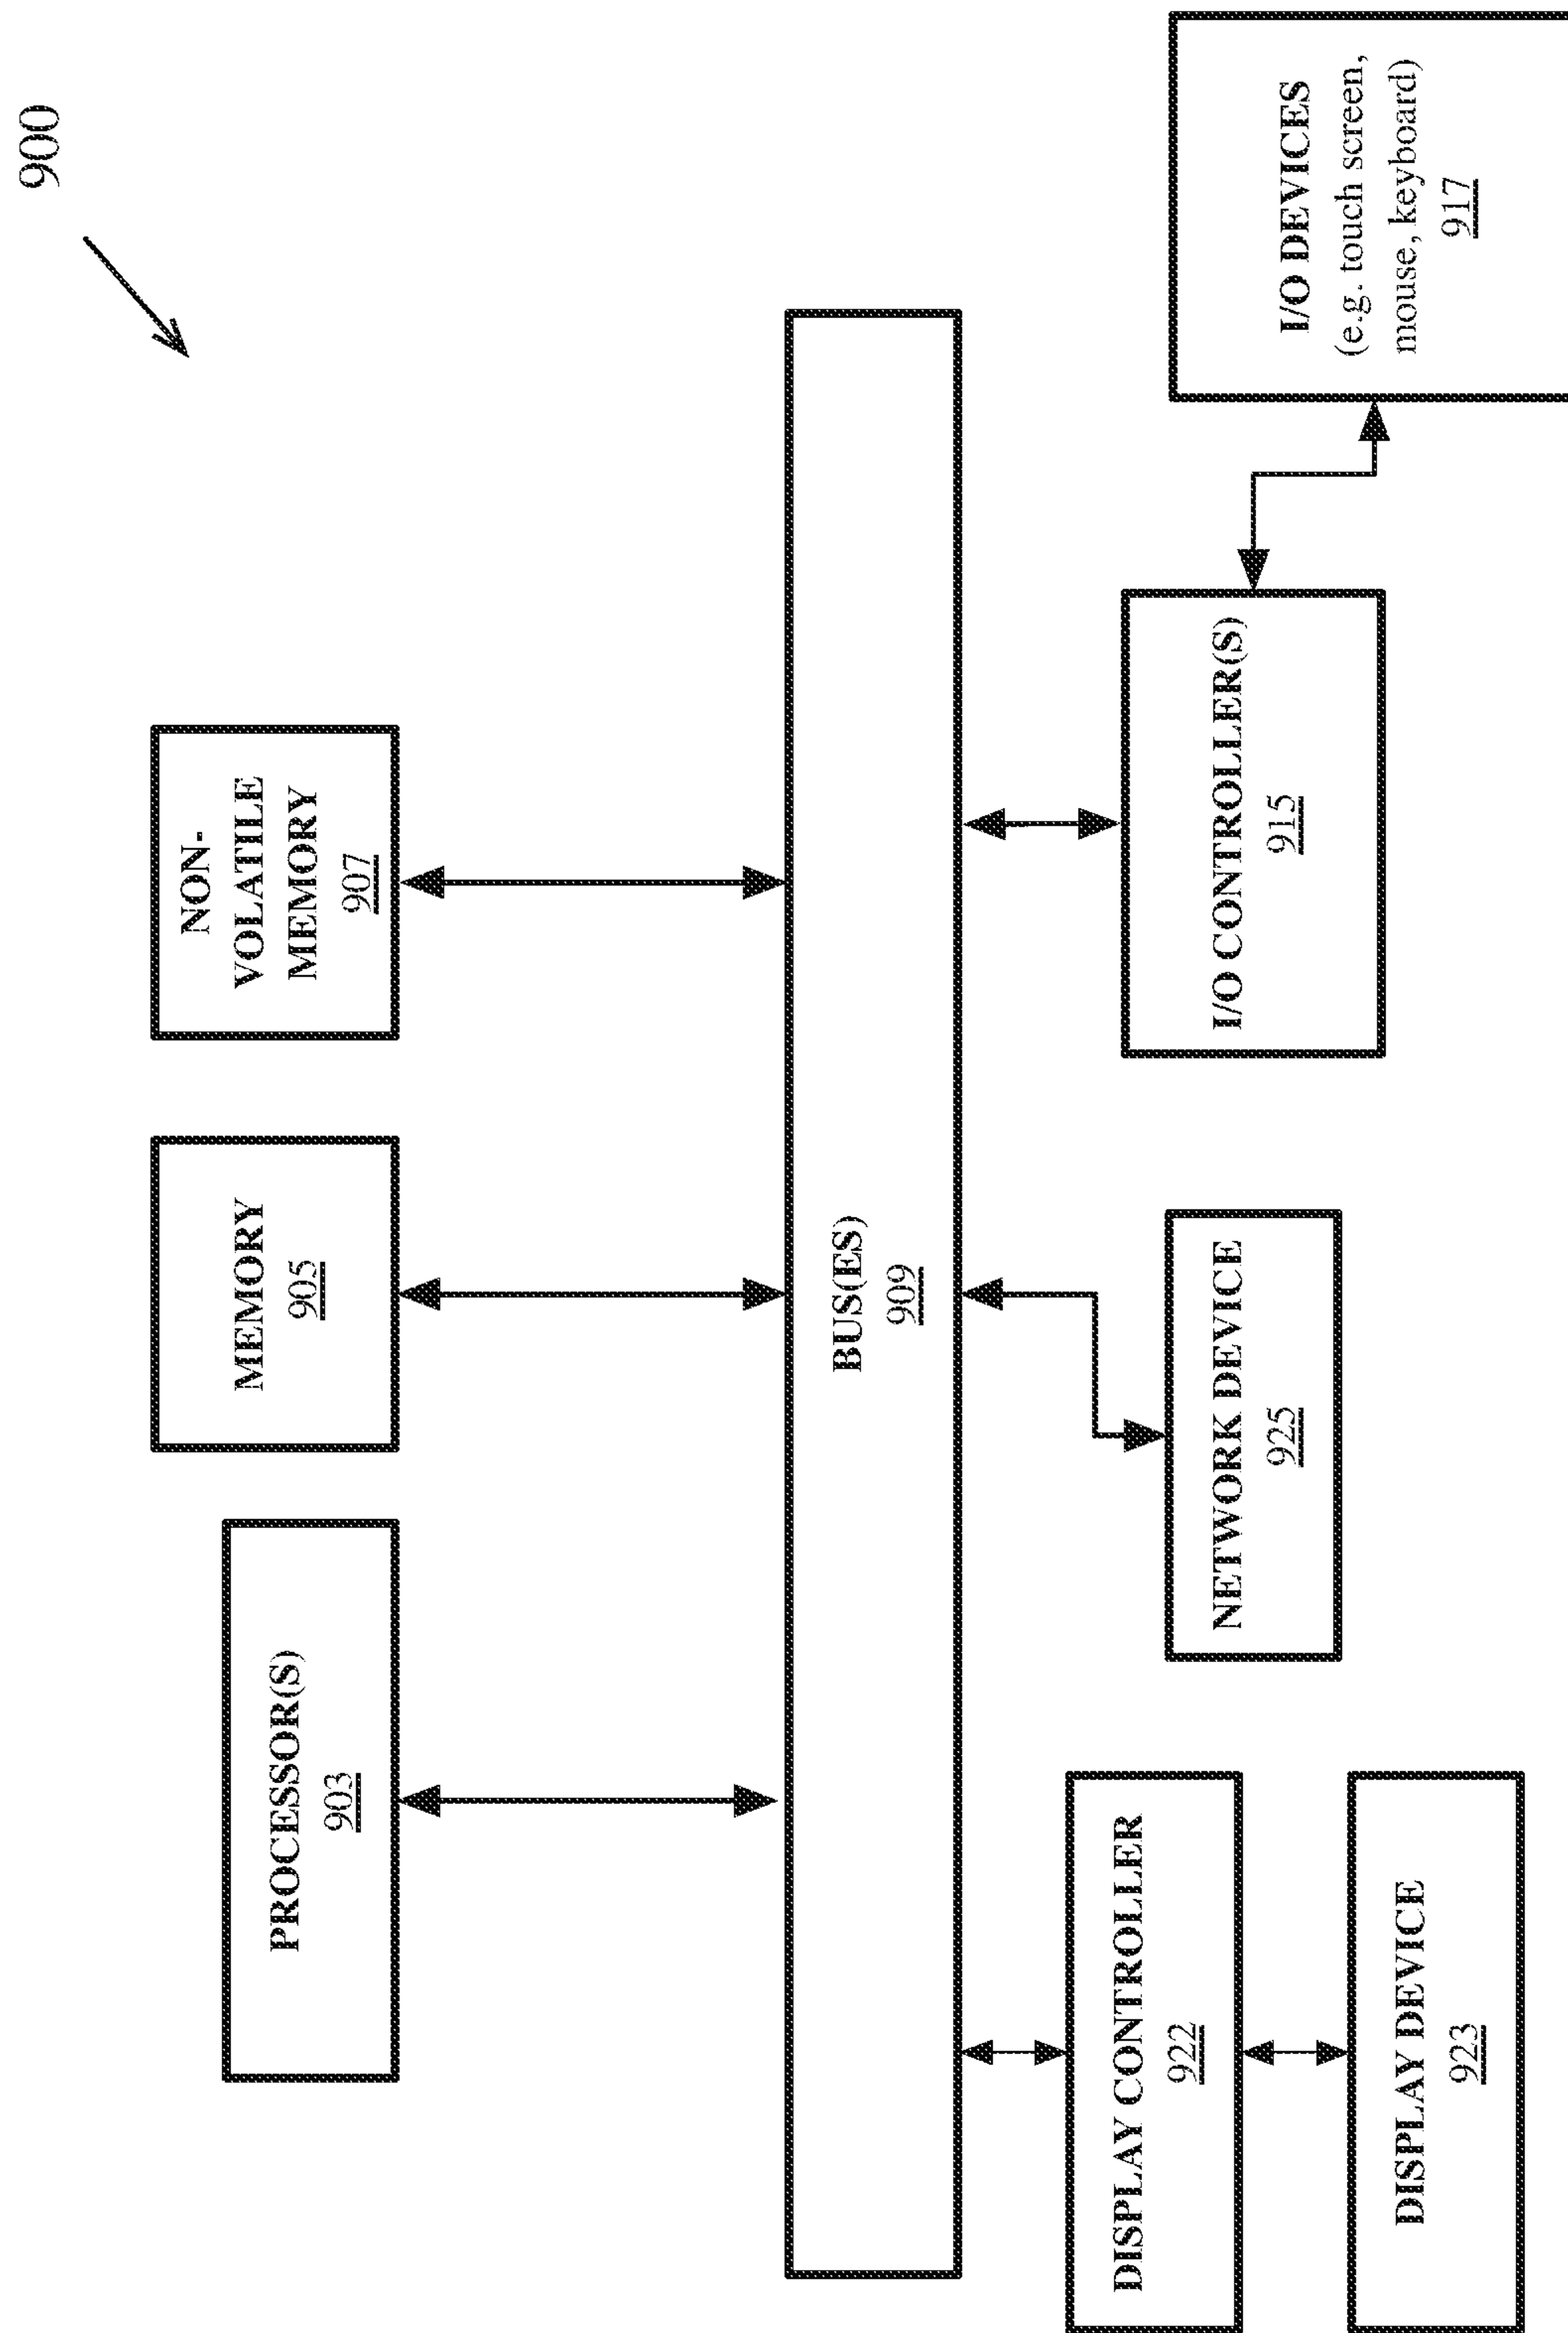 900
PROCESSOR(S)
903
MEMORY
905
NON-
VOLATILE
MEMORY
907
BUS(ES)
909
DISPLAY CONTROLLER
922
DISPLAY DEVICE
923
NETWORK DEVICE
925
I/O CONTROLLER(S)
915
I/O DEVICES
(e.g. touch screen,
mouse, keyboard)
917